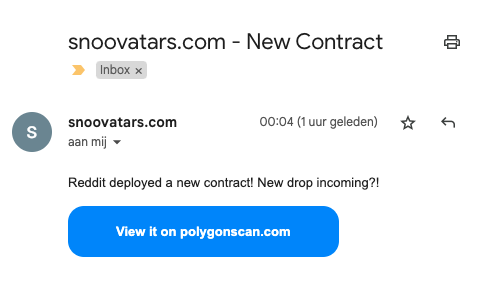 snoovatars.com - New Contract
Inbox ×
S
snoovatars.com 00:04 (1 uur geleden)
aan mij
Reddit deployed a new contract! New drop incoming?!
View it on polygonscan.com